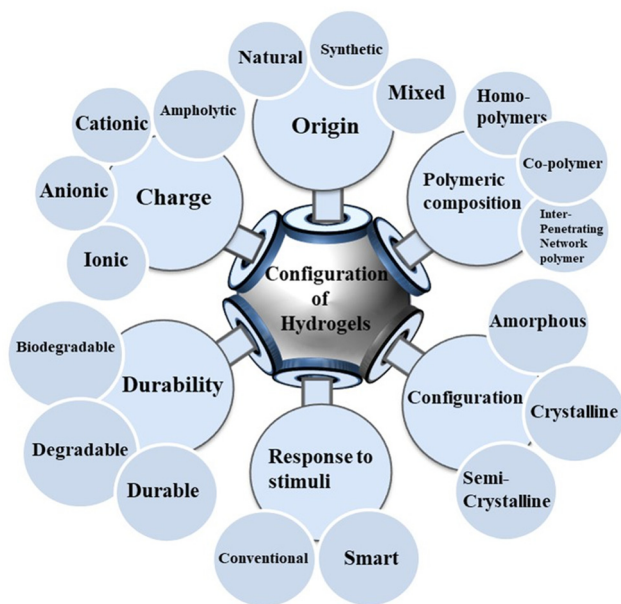 Natural
Synthetic
Mixed
Origin
Homo-
polymers
Co-polymer
Inter-
Penetrating
Network
polymer
Polymeric
composition
Ampholytic
Cationic
Anionic
Ionic
Charge
Configuration
of
Hydrogels
Amorphous
Crystalline
Semi-
Crystalline
Configuration
Biodegradable
Degradable
Durable
Durability
Response to
stimuli
Conventional
Smart